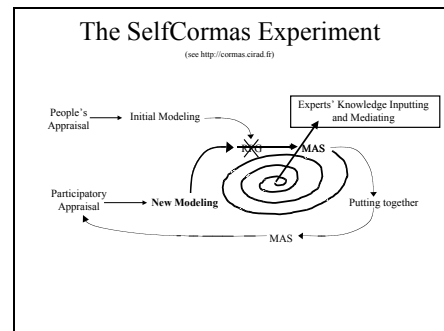 The SelfCormas Experiment
(see http://cormas.cirad.fr)
Experts' Knowledge Inputting
and Mediating
People's
Appraisal
Initial Modeling
MAS
Participatory
Appraisal
New Modeling
Putting together
MAS